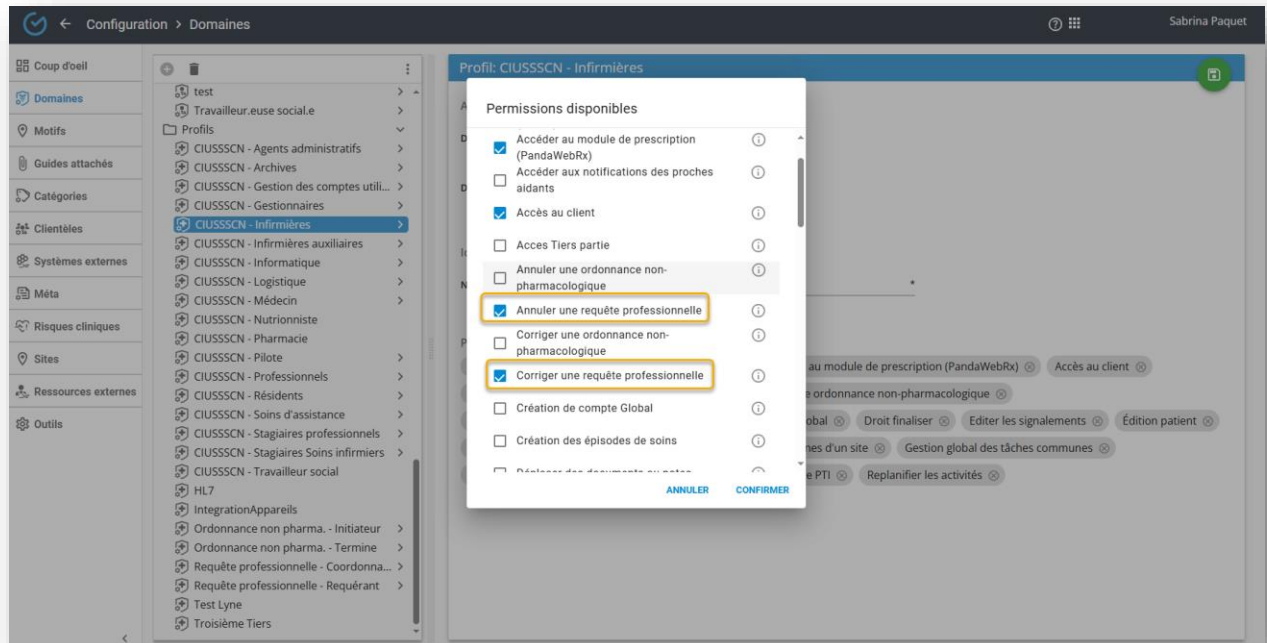 Configuration > Domaines
Sabrina Paquet
Coup d'oeil
Domaines
Motifs
Guides attachés
Catégories
Clientèles
Systèmes externes
Méta
Risques cliniques
Sites
Ressources externes
Outils
test
Travailleur.euse social.e
Profils
CIUSSSCN - Agents administratifs
CIUSSSCN - Archives
CIUSSSCN - Gestion des comptes utili...
CIUSSSCN - Gestionnaires
CIUSSSCN - Infirmières
CIUSSSCN - Infirmières auxiliaires
CIUSSSCN - Informatique
CIUSSSCN - Logistique
CIUSSSCN - Médecin
CIUSSSCN - Nutrionniste
CIUSSSCN - Pharmacie
CIUSSSCN - Pilote
CIUSSSCN - Professionnels
CIUSSSCN - Résidents
CIUSSSCN - Soins d'assistance
CIUSSSCN - Stagiaires professionnels
CIUSSSCN - Stagiaires Soins infirmiers
CIUSSSCN - Travailleur social
HL7
IntegrationAppareils
Ordonnance non pharma. - Initiateur
Ordonnance non pharma. - Termine
Requête professionnelle - Coordonna...
Requête professionnelle - Requérant
Test Lyne
Troisième Tiers
Profil: CIUSSSCN - Infirmières
Permissions disponibles
Accéder au module de prescription
(PandaWebRx)
Accéder aux notifications des proches
aidants
Accès au client
Acces Tiers partie
Annuler une ordonnance non-
pharmacologique
Annuler une requête professionnelle
Corriger une ordonnance non-
pharmacologique
Corriger une requête professionnelle
Création de compte Global
Création des épisodes de soins
Déplacer des documents ou notes
ANNULER CONFIRMER
*
au module de prescription (PandaWebRx) Accès au client
ordonnance non-pharmacologique
Droit finaliser Editer les signalements Édition patient
d'un site Gestion global des tâches communes
PTI Replanifier les activités